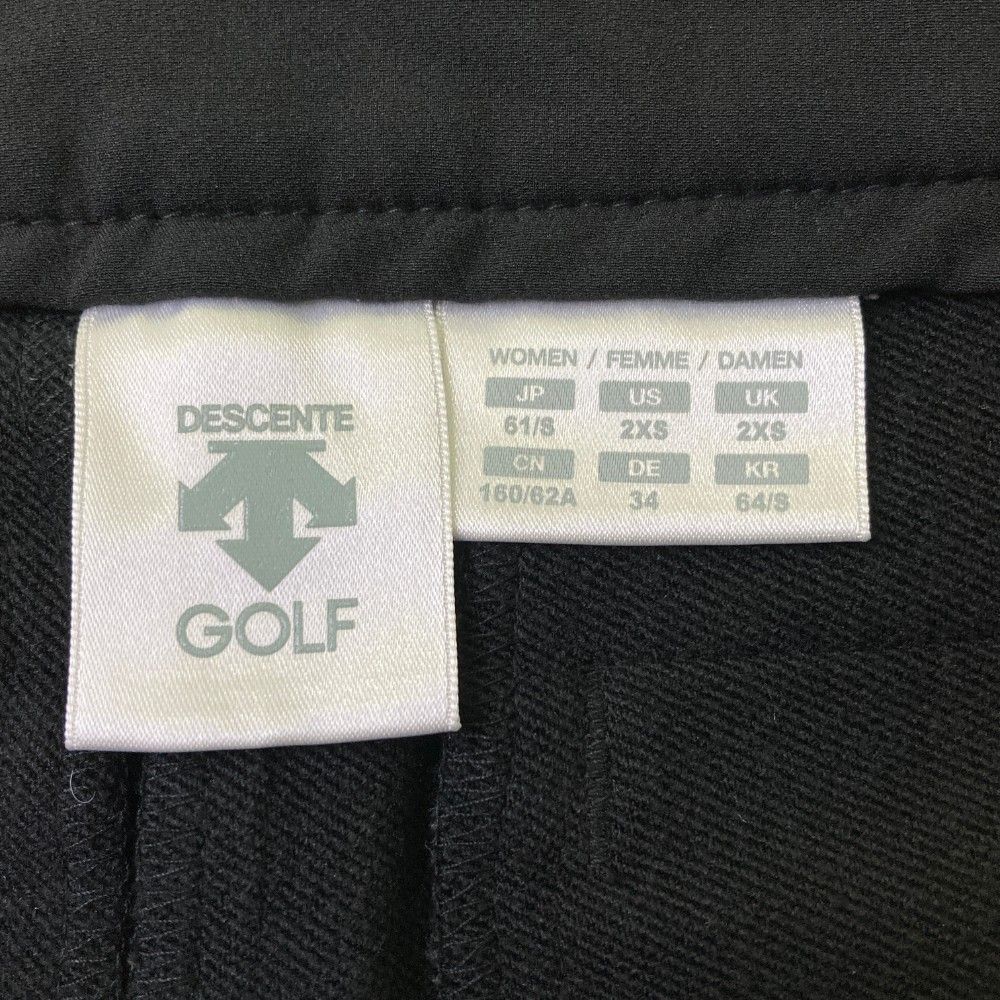 DESCENTE
GOLF
WOMEN / FEMME / DAMEN
JP US UK
61/S 2XS 2XS
CN DE KR
160/62A 34 64/S